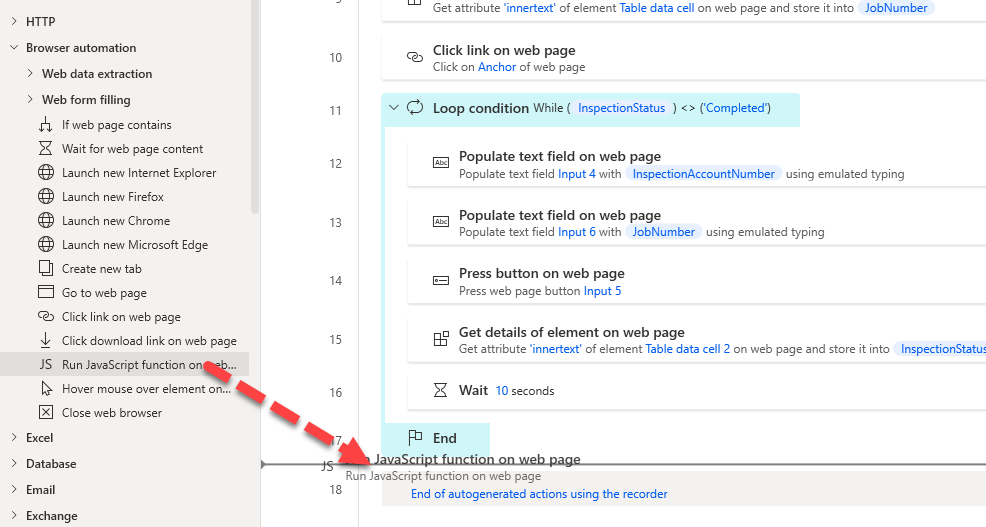 HTTP
Browser automation
Web data extraction
Web form filling
If web page contains
Wait for web page content
Launch new Internet Explorer
Launch new Firefox
Launch new Chrome
Launch new Microsoft Edge
Create new tab
Go to web page
Click link on web page
Click download link on web page
JS Run JavaScript function on web...
Hover mouse over element on...
Close web browser
Excel
Database
Email
Exchange
9
Get attribute 'innertext' of element Table data cell on web page and store it into JobNumber
10
Click link on web page
Click on Anchor of web page
11
Loop condition While ( InspectionStatus ) <> ('Completed')
12
Abc
Populate text field on web page
Populate text field Input 4 with InspectionAccountNumber using emulated typing
13
Abc
Populate text field on web page
Populate text field Input 6 with JobNumber using emulated typing
14
Press button on web page
Press web page button Input 5
15
Get details of element on web page
Get attribute 'innertext' of element Table data cell 2 on web page and store it into InspectionStatus
16
Wait 10 seconds
17
End
JS JavaScript function on web page
Run JavaScript function on web page
18
End of autogenerated actions using the recorder